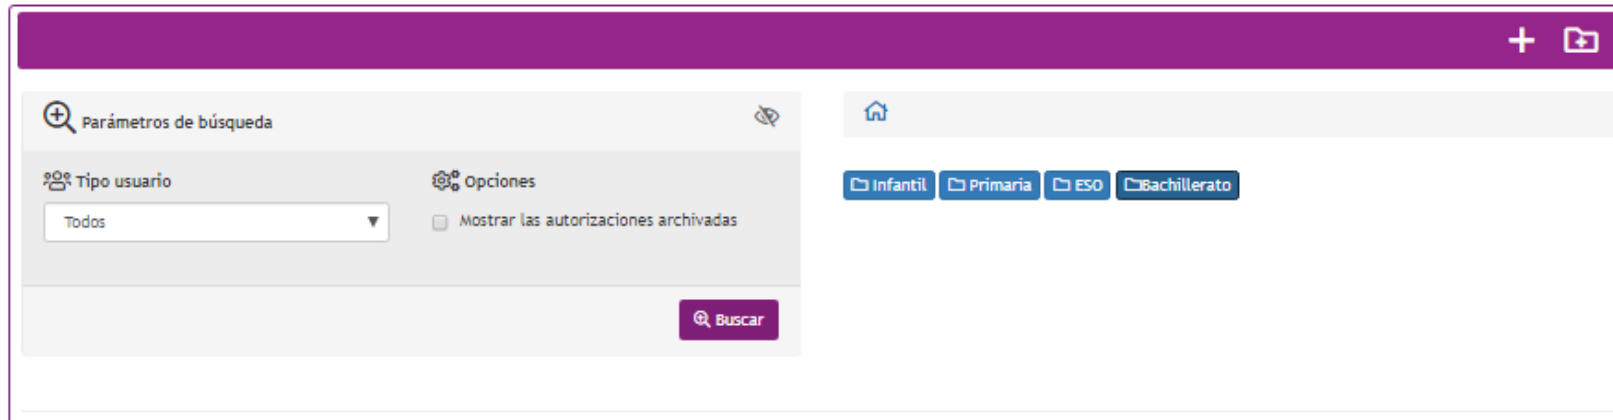 Parámetros de búsqueda
Tipo usuario
Todos
Opciones
Mostrar las autorizaciones archivadas
Buscar
Infantil Primaria ESO Bachillerato